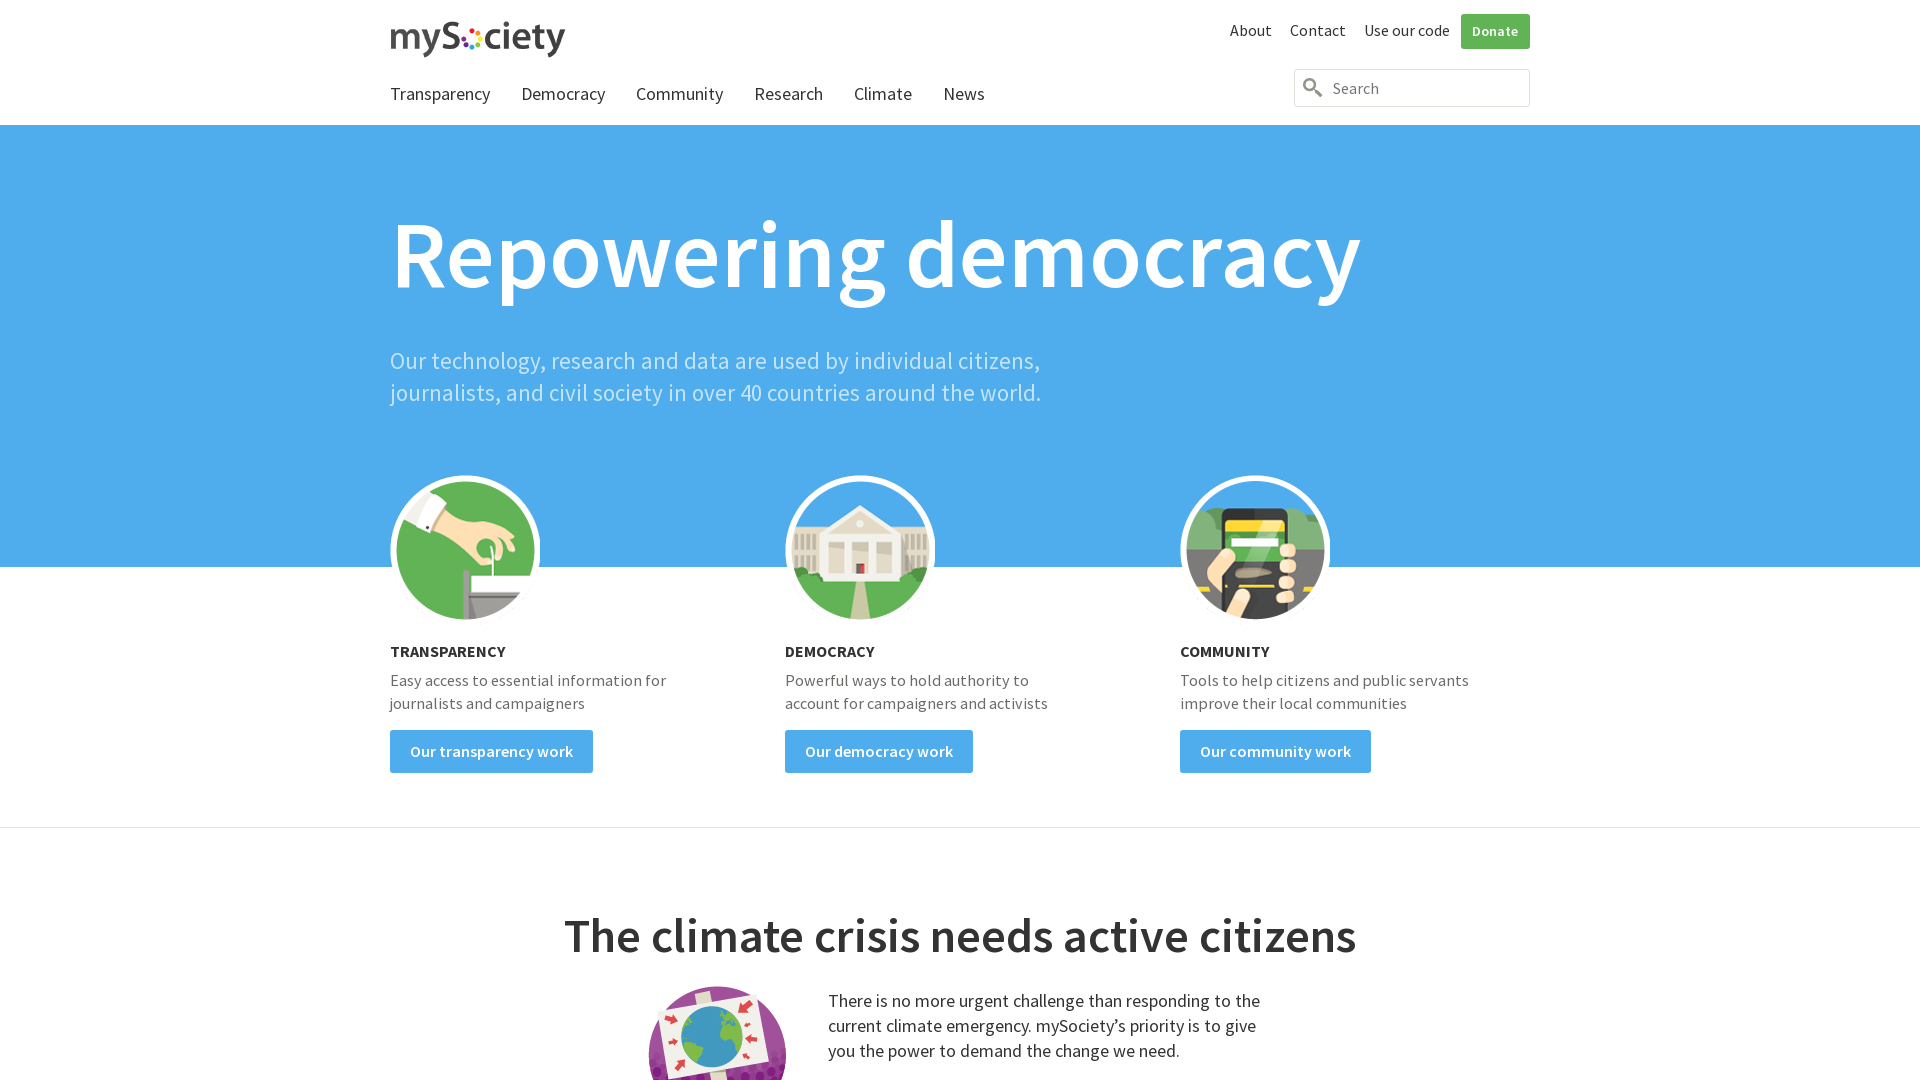 mySociety
About Contact Use our code Donate
Transparency Democracy Community Research Climate News
Search
Repowering democracy
Our technology, research and data are used by individual citizens,
journalists, and civil society in over 40 countries around the world.
TRANSPARENCY
Easy access to essential information for
journalists and campaigners
Our transparency work
DEMOCRACY
Powerful ways to hold authority to
account for campaigners and activists
Our democracy work
COMMUNITY
Tools to help citizens and public servants
improve their local communities
Our community work
The climate crisis needs active citizens
There is no more urgent challenge than responding to the
current climate emergency. mySociety’s priority is to give
you the power to demand the change we need.